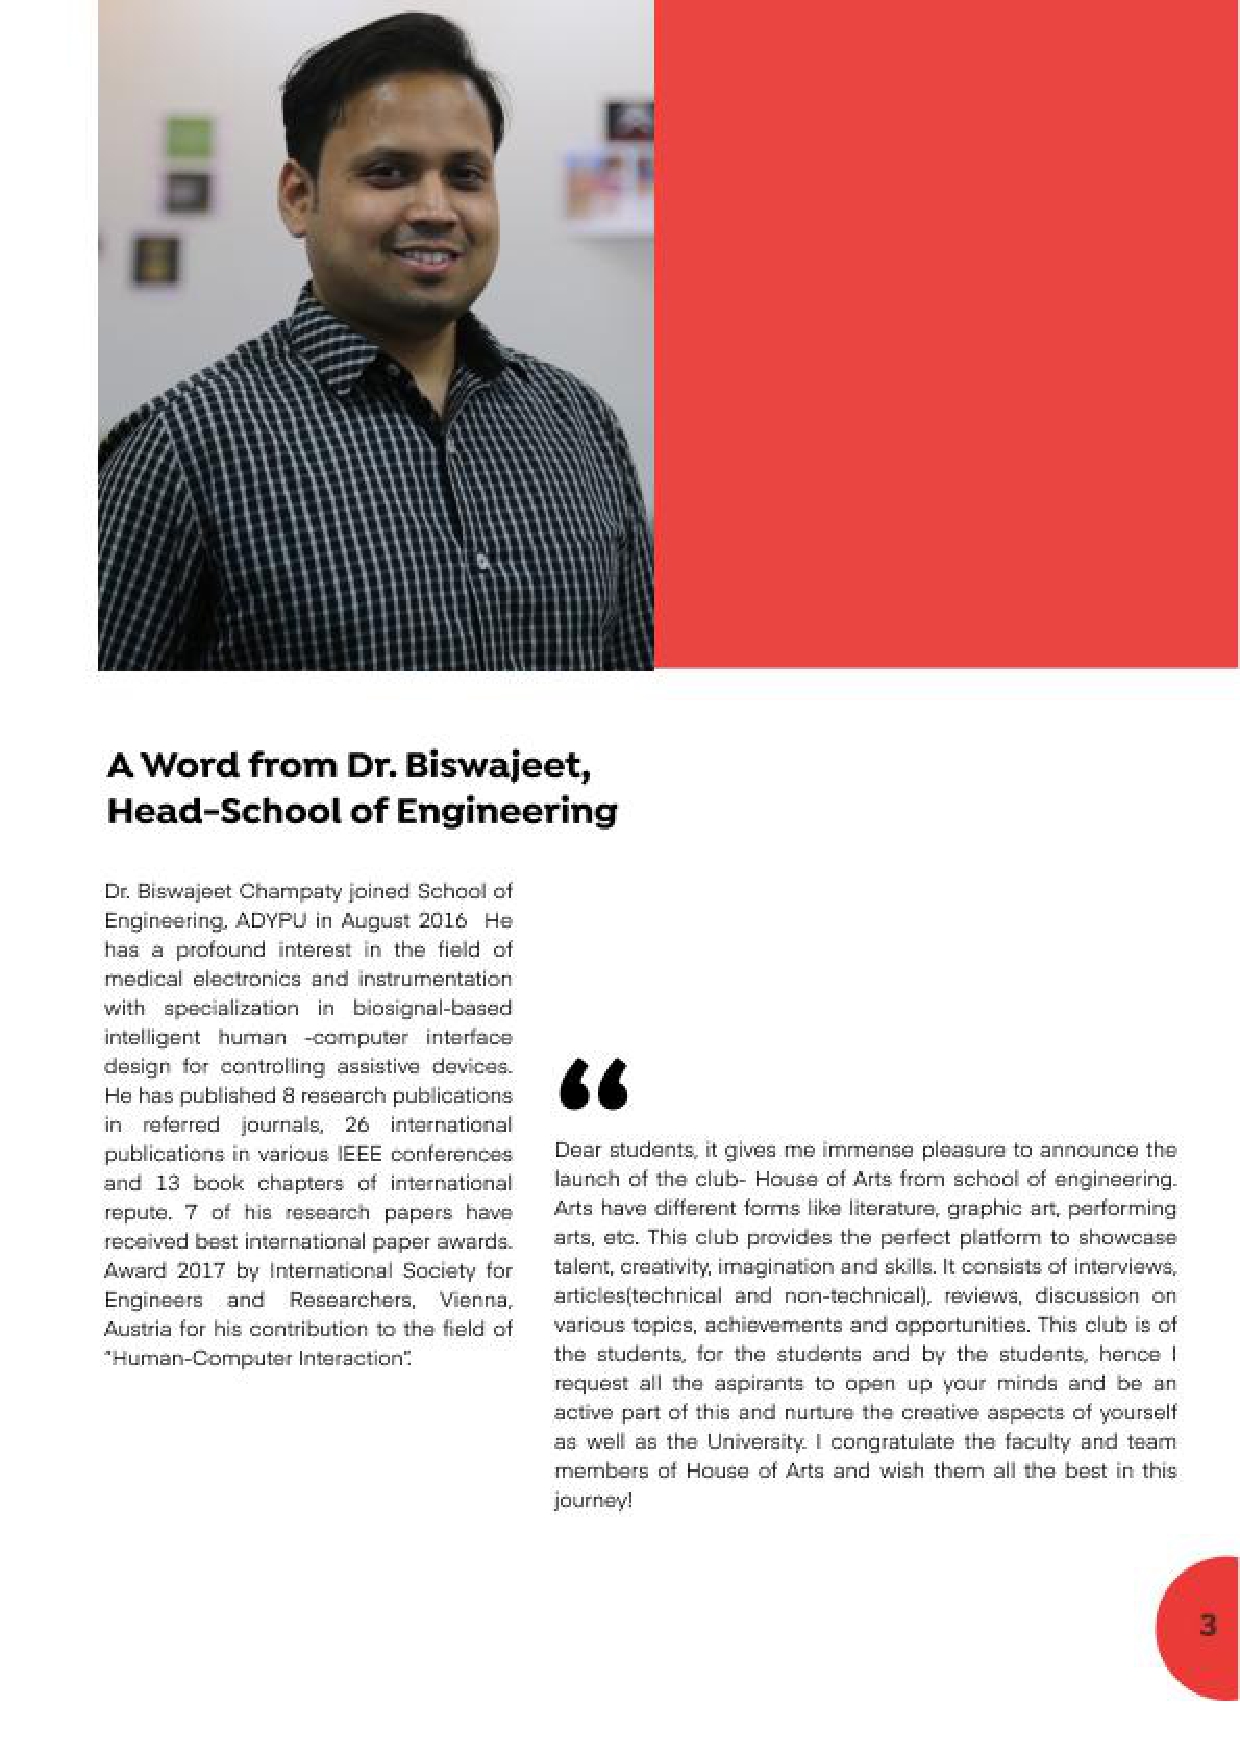 A Word from Dr. Biswajeet,
Head-School of Engineering
Dr. Biswajeet Champaty joined School of
Engineering, ADYPU in August 2016 He
has a profound interest in the field of
medical electronics and instrumentation
with specialization in biosignal-based
intelligent human -computer interface
design for controlling assistive devices.
He has published 8 research publications
in referred journals, 26 international
publications in various IEEE conferences
and 13 book chapters of international
repute. 7 of his research papers have
received best international paper awards.
Award 2017 by International Society for
Engineers and Researchers, Vienna,
Austria for his contribution to the field of
"Human-Computer Interaction".
“
Dear students, it gives me immense pleasure to announce the
launch of the club- House of Arts from school of engineering.
Arts have different forms like literature, graphic art, performing
arts, etc. This club provides the perfect platform to showcase
talent, creativity, imagination and skills. It consists of interviews,
articles(technical and non-technical), reviews, discussion on
various topics, achievements and opportunities. This club is of
the students, for the students and by the students, hence I
request all the aspirants to open up your minds and be an
active part of this and nurture the creative aspects of yourself
as well as the University. I congratulate the faculty and team
members of House of Arts and wish them all the best in this
journey!
3